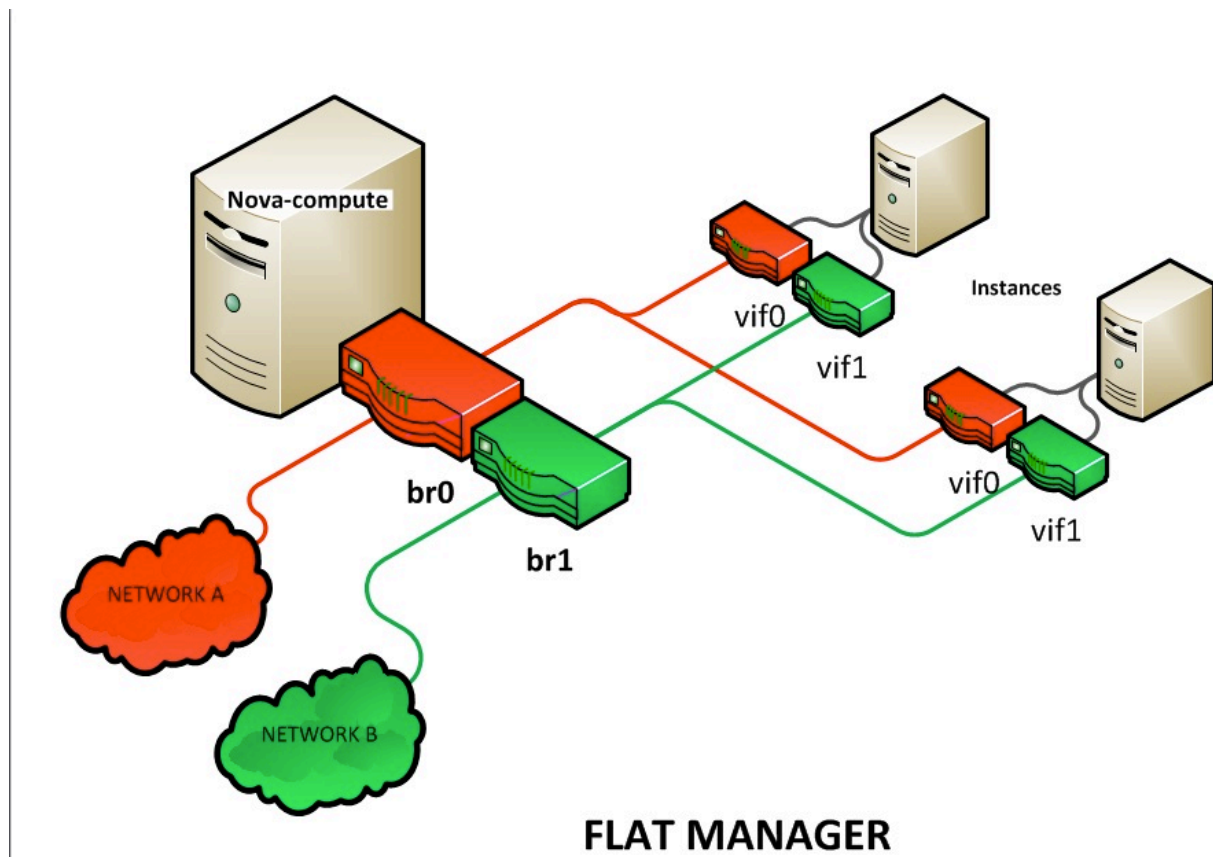 Nova-compute
Instances
vif0
vif1
vif0
vif1
br0
br1
NETWORK A
NETWORK B
FLAT MANAGER